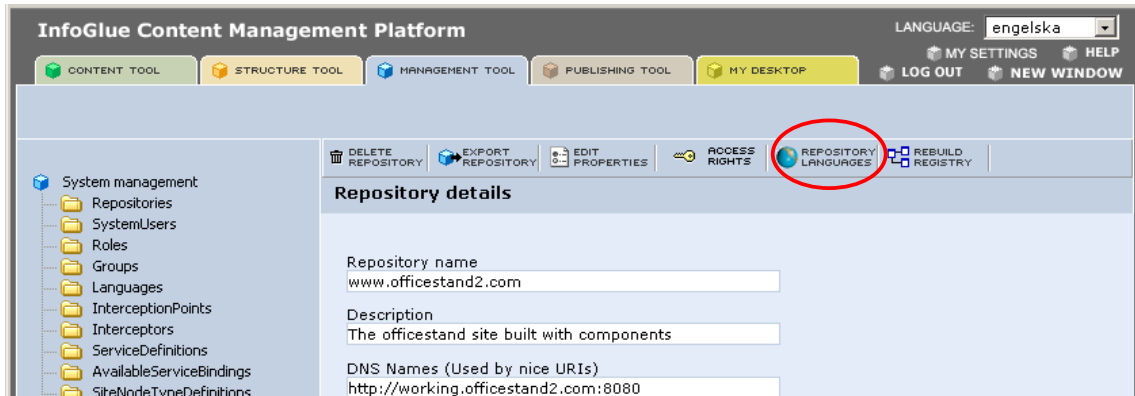 InfoGlue Content Management Platform
LANGUAGE: engelska
MY SETTINGS HELP
CONTENT TOOL STRUCTURE TOOL MANAGEMENT TOOL PUBLISHING TOOL MY DESKTOP
LOG OUT NEW WINDOW
DELETE REPOSITORY
EXPORT REPOSITORY
EDIT PROPERTIES
ACCESS RIGHTS
REPOSITORY LANGUAGES
REBUILD REGISTRY
System management
Repositories
SystemUsers
Roles
Groups
Languages
InterceptionPoints
Interceptors
ServiceDefinitions
AvailableServiceBindings
SiteNodeTypeDefinitions
Repository details
Repository name
www.officestand2.com
Description
The officestand site built with components
DNS Names (Used by nice URIs)
http://working.officestand2.com:8080